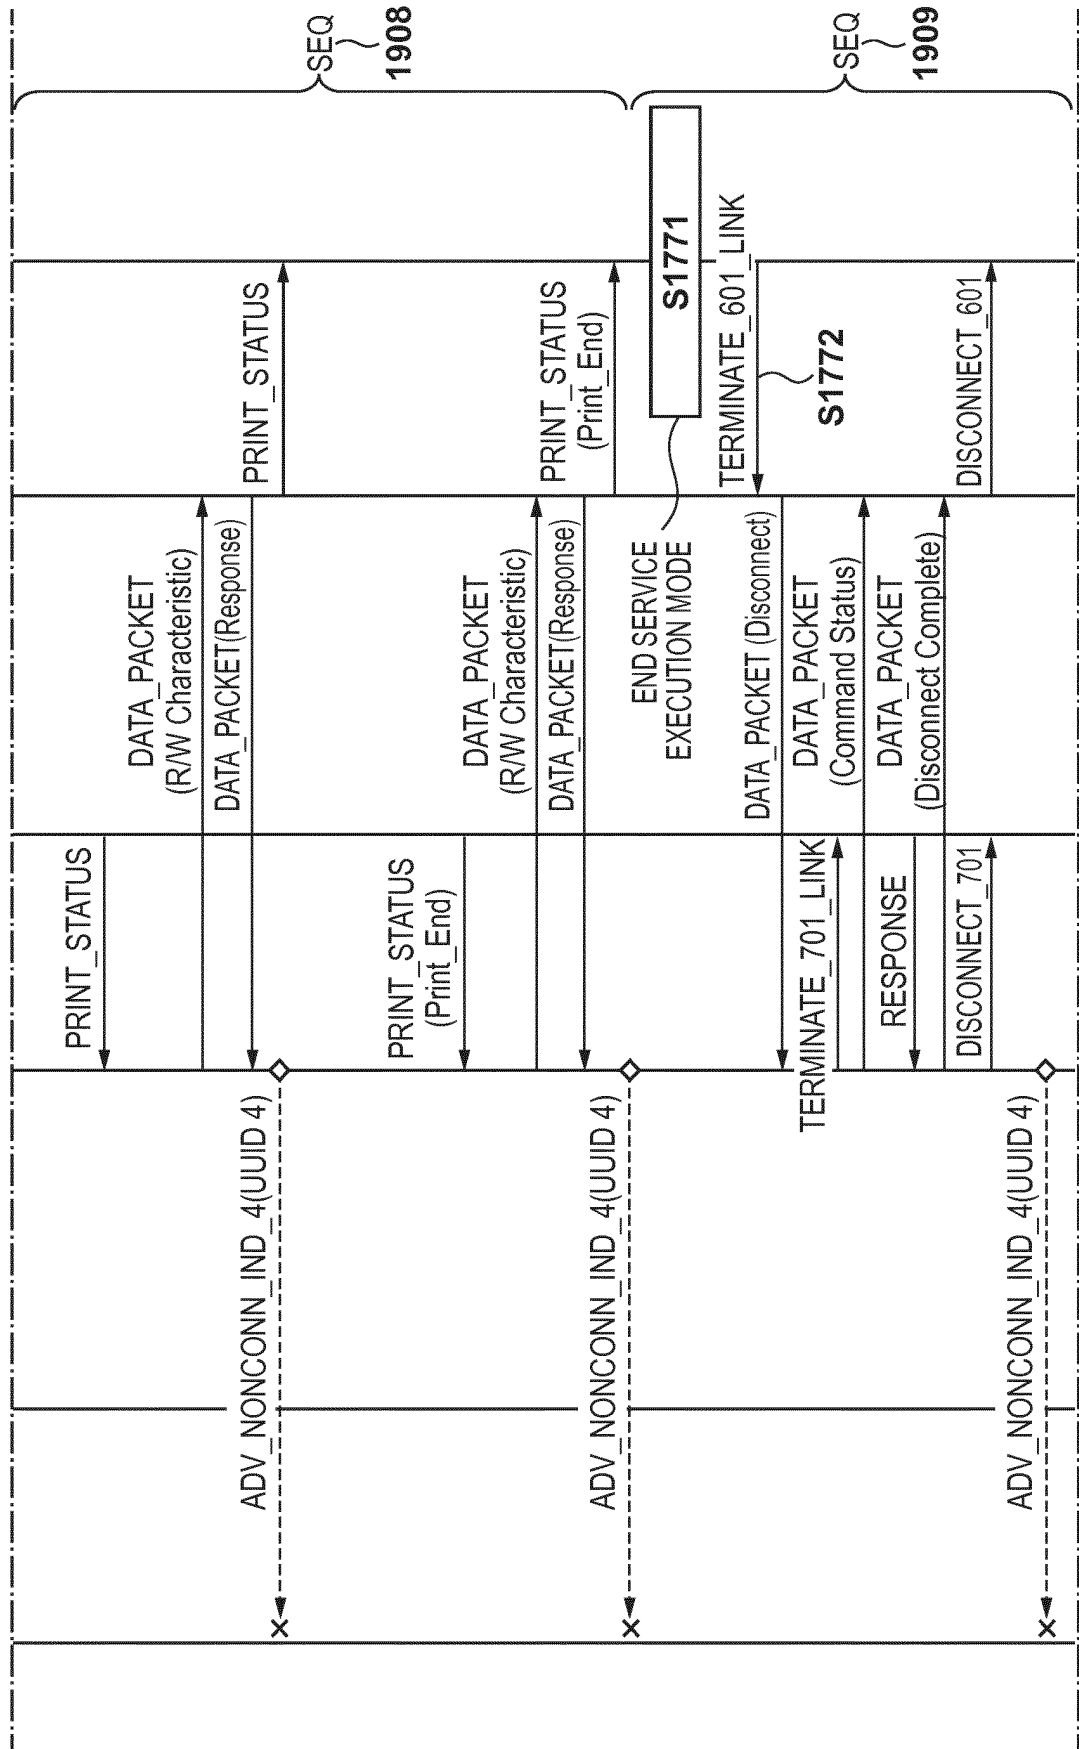 SEQ
1908
SEQ
1909
PRINT_STATUS
DATA_PACKET
(R/W Characteristic)
DATA_PACKET(Response)
PRINT_STATUS
ADV_NONCONN_IND_4(UUID 4)
PRINT_STATUS
(Print_End)
DATA_PACKET
(R/W Characteristic)
DATA_PACKET(Response)
PRINT_STATUS
(Print_End)
ADV_NONCONN_IND_4(UUID 4)
END SERVICE
EXECUTION MODE
S1771
TERMINATE_601_LINK
S1772
DATA_PACKET (Disconnect)
TERMINATE_701_LINK
DATA_PACKET
(Command Status)
RESPONSE
DATA_PACKET
(Disconnect Complete)
DISCONNECT_701
DISCONNECT_601
ADV_NONCONN_IND_4(UUID 4)